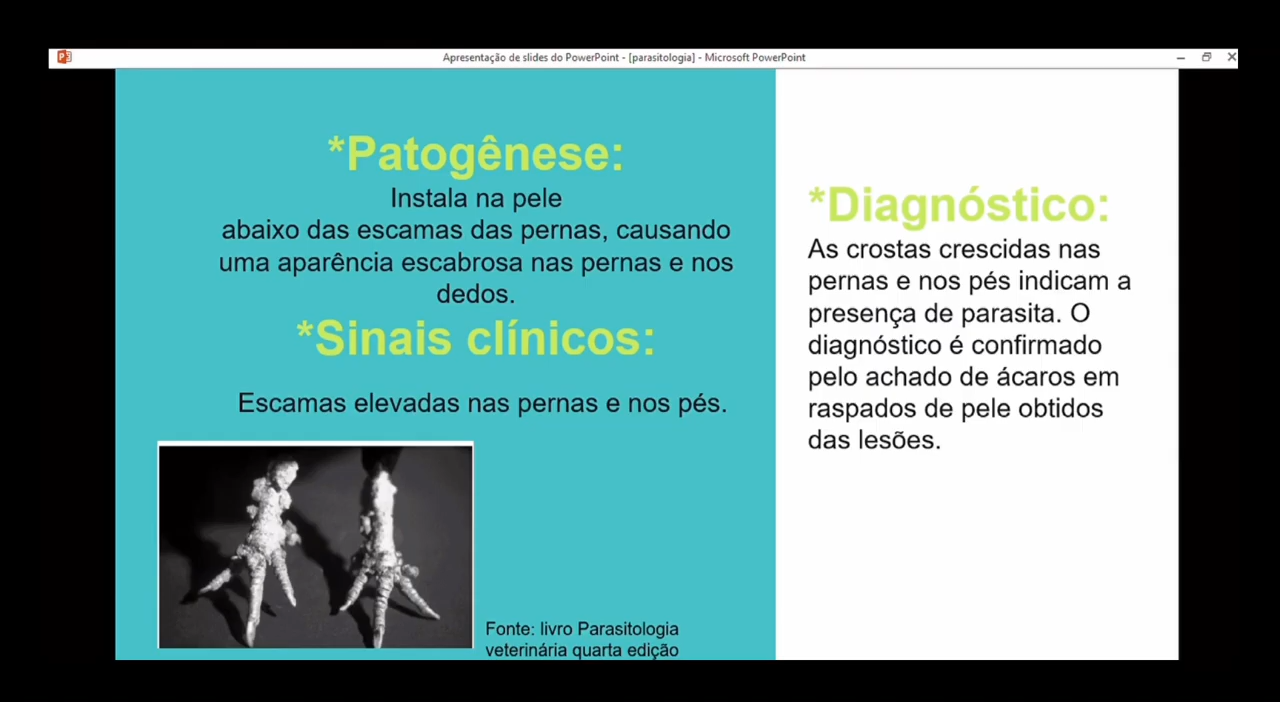 Apresentação de slides do PowerPoint - [parasitologia] - Microsoft PowerPoint
*Patogênese:
Instala na pele
abaixo das escamas das pernas, causando
uma aparência escabrosa nas pernas e nos
dedos.
*Sinais clínicos:
Escamas elevadas nas pernas e nos pés.
Fonte: livro Parasitologia
veterinária quarta edição
*Diagnóstico:
As crostas crescidas nas
pernas e nos pés indicam a
presença de parasita. O
diagnóstico é confirmado
pelo achado de ácaros em
raspados de pele obtidos
das lesões.